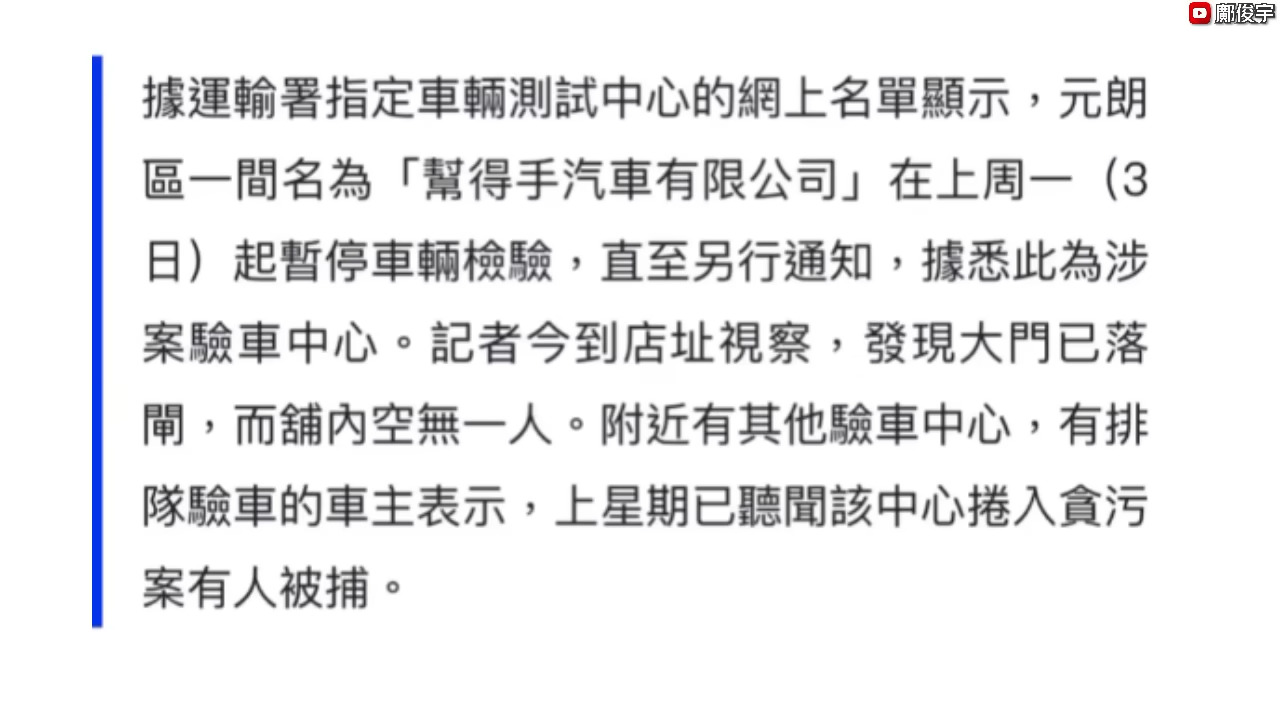 鄺俊宇
據運輸署指定車輛測試中心的網上名單顯示，元朗
區一間名為「幫得手汽車有限公司」在上周一（3
日）起暫停車輛檢驗，直至另行通知，據悉此為涉
案驗車中心。記者今到店址視察，發現大門已落
閘，而舖內空無一人。附近有其他驗車中心，有排
隊驗車的車主表示，上星期已聽聞該中心捲入貪污
案有人被捕。